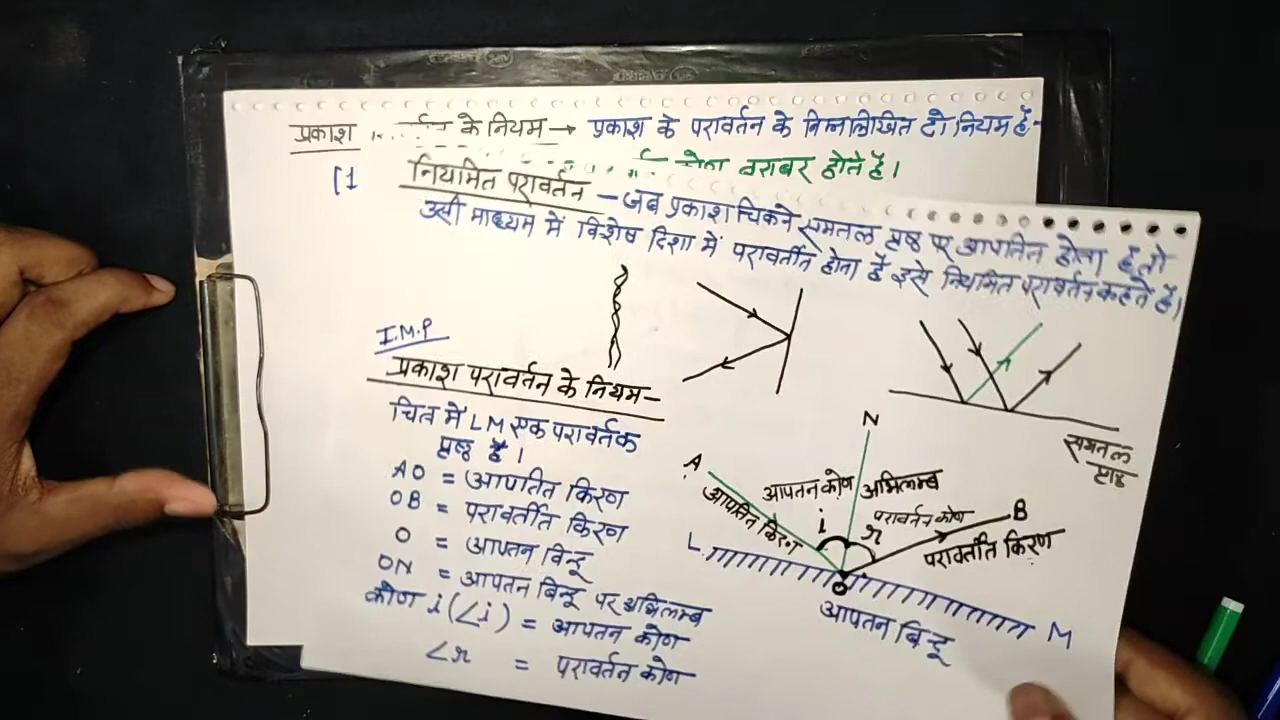 प्रकाश के नियम → प्रकाश के परावर्तन के निम्नलिखित दो नियम हैं-
बराबर होते हैं।
[1
नियामित परावर्तन - जब प्रकाश चिकने समतल पृष्ठ पर आपतित होता है तो
उसी माध्यम में विशेष दिशा में परावर्तीत होता है इसे नियामित परावर्तन कहते है।
I.M.P
प्रकाश परावर्तन के नियम-
चित्र में LM एक परावर्तक
पृष्ठ है।
AO = आपतित किरण
OB = परावर्तीत किरण
O = आपतन बिन्दू
ON = आपतन बिन्दू पर अभिलम्ब
कोण i(∠i) = आपतन कोण
∠r = परावर्तन कोण
समतल
पृष्ठ
N
A
आपतन कोण
अभिलम्ब
आपतित किरण
i
परावर्तन कोण
r
B
परावर्तीत किरण
L
O
M
आपतन बिन्दू